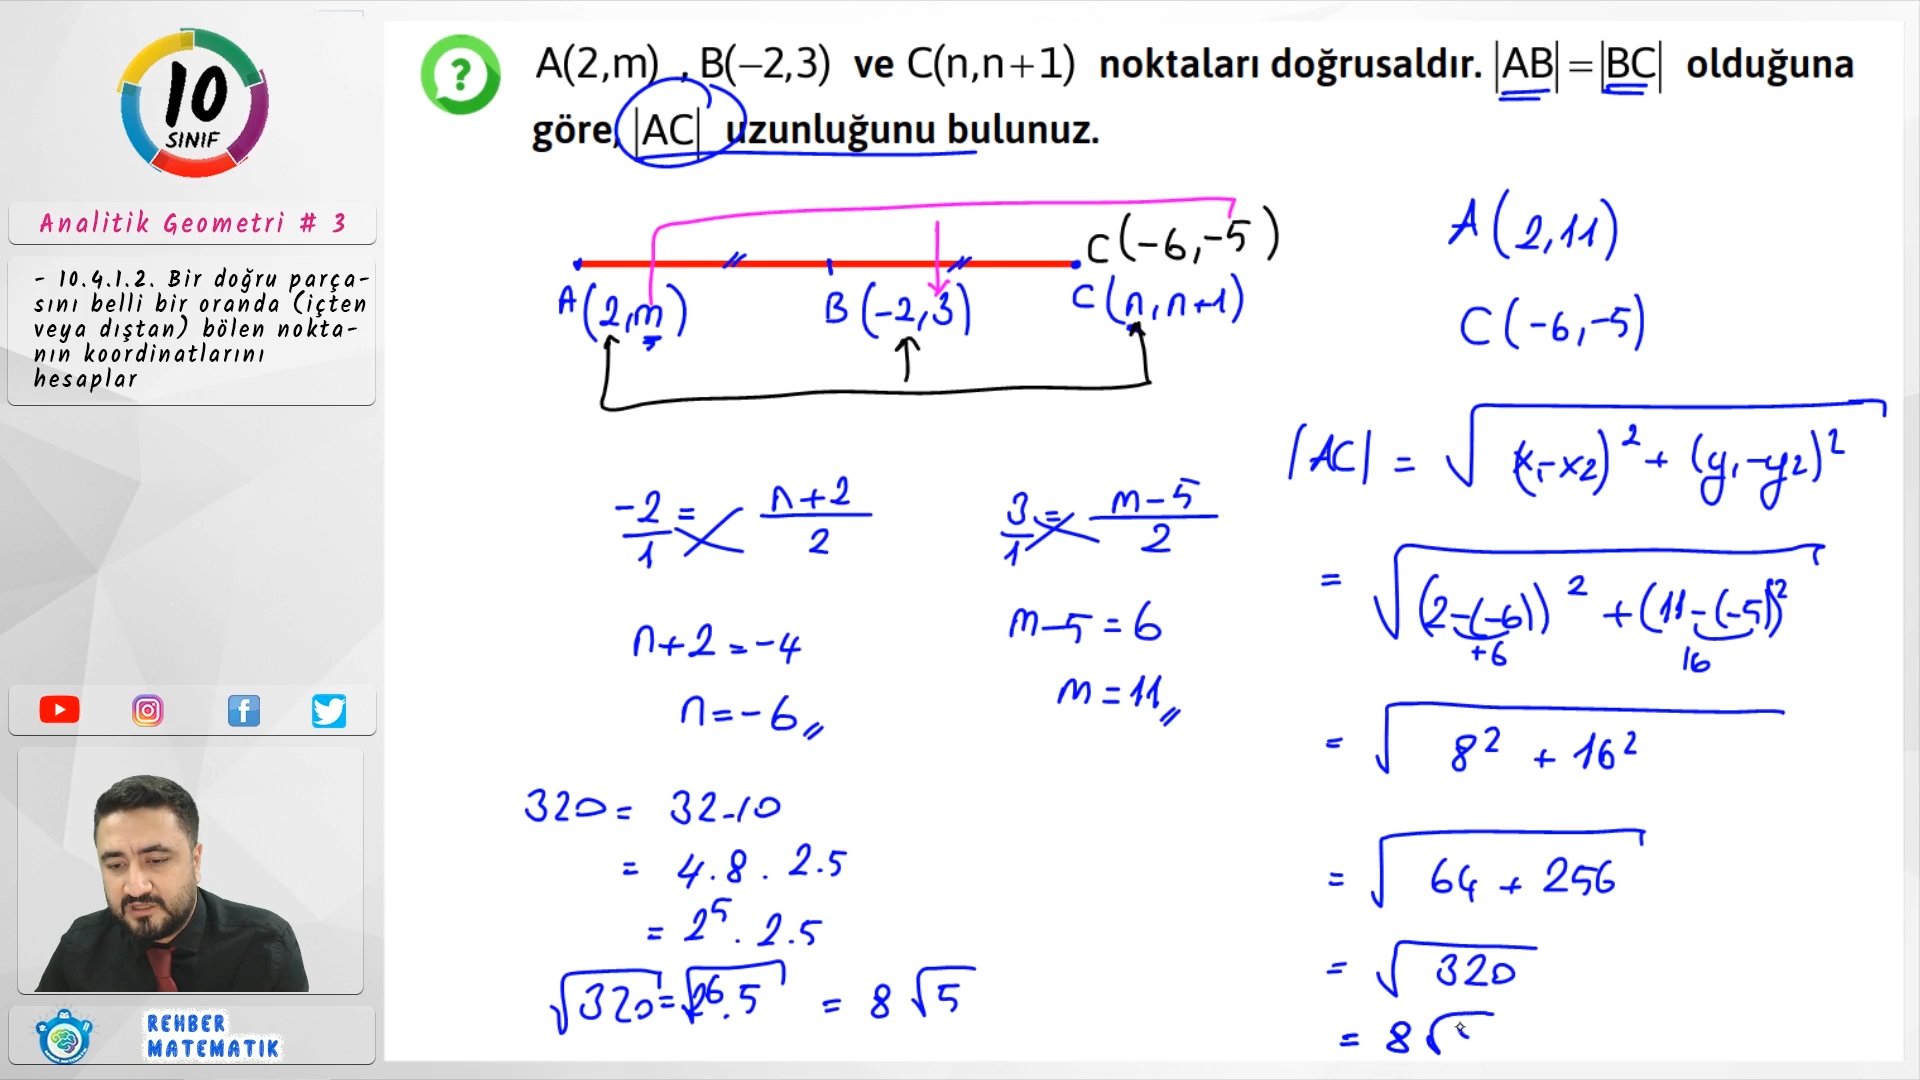 10
SINIF
Analitik Geometri # 3
- 10.4.1.2. Bir doğru parça-
sını belli bir oranda (içten
veya dıştan) bölen nokta-
nın koordinatlarını
hesaplar
REHBER
MATEMATİK
?
A(2,m) , B(−2,3) ve C(n,n+1) noktaları doğrusaldır. |AB| = |BC| olduğuna
göre, |AC| uzunluğunu bulunuz.
C(-6,-5)
A(2,m) B(-2,3) C(n,n+1)
-2/1 = (n+2)/2
n+2 = -4
n = -6
3/1 = (m-5)/2
m-5 = 6
m = 11
320 = 32.10
= 4.8.2.5
= 2⁵.2.5
√320 = √2⁶.5 = 8√5
A(2,11)
C(-6,-5)
|AC| = √(x₁-x₂)² + (y₁-y₂)²
= √(2-(-6))² + (11-(-5))²
+6 16
= √8² + 16²
= √64 + 256
= √320
= 8√